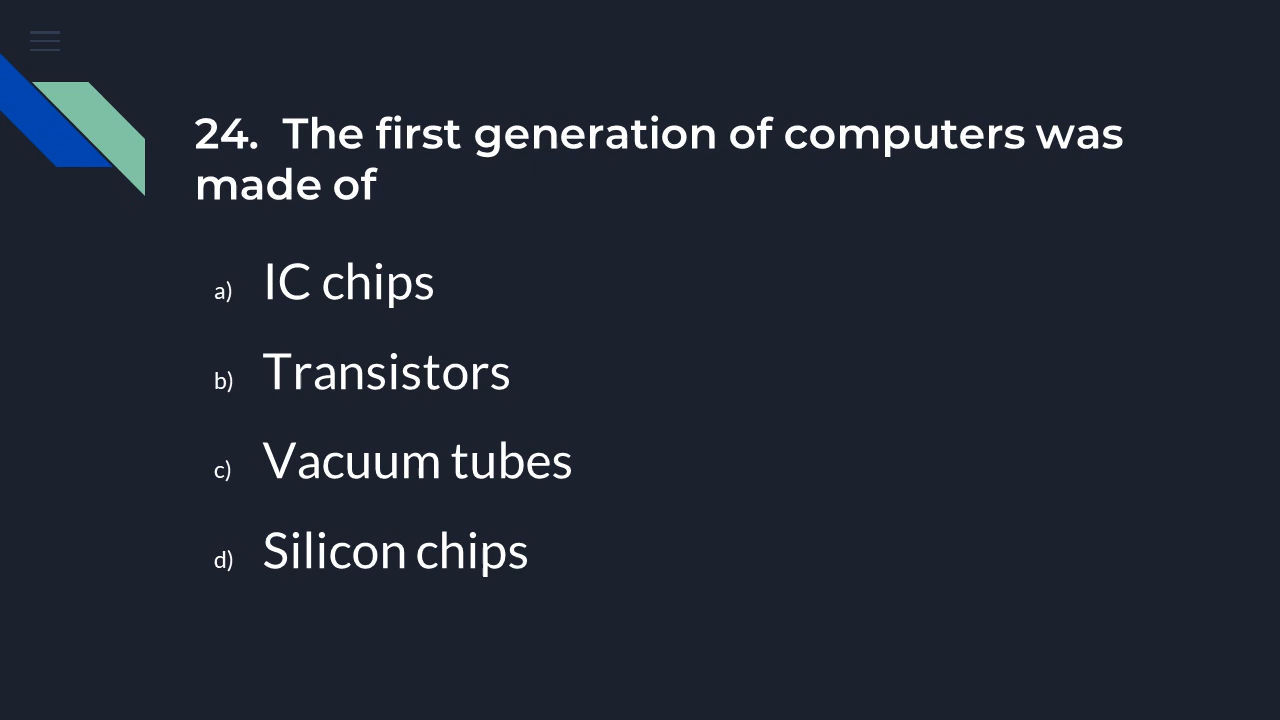 24.  The first generation of computers was
made of
a) IC chips
b) Transistors
c) Vacuum tubes
d) Silicon chips